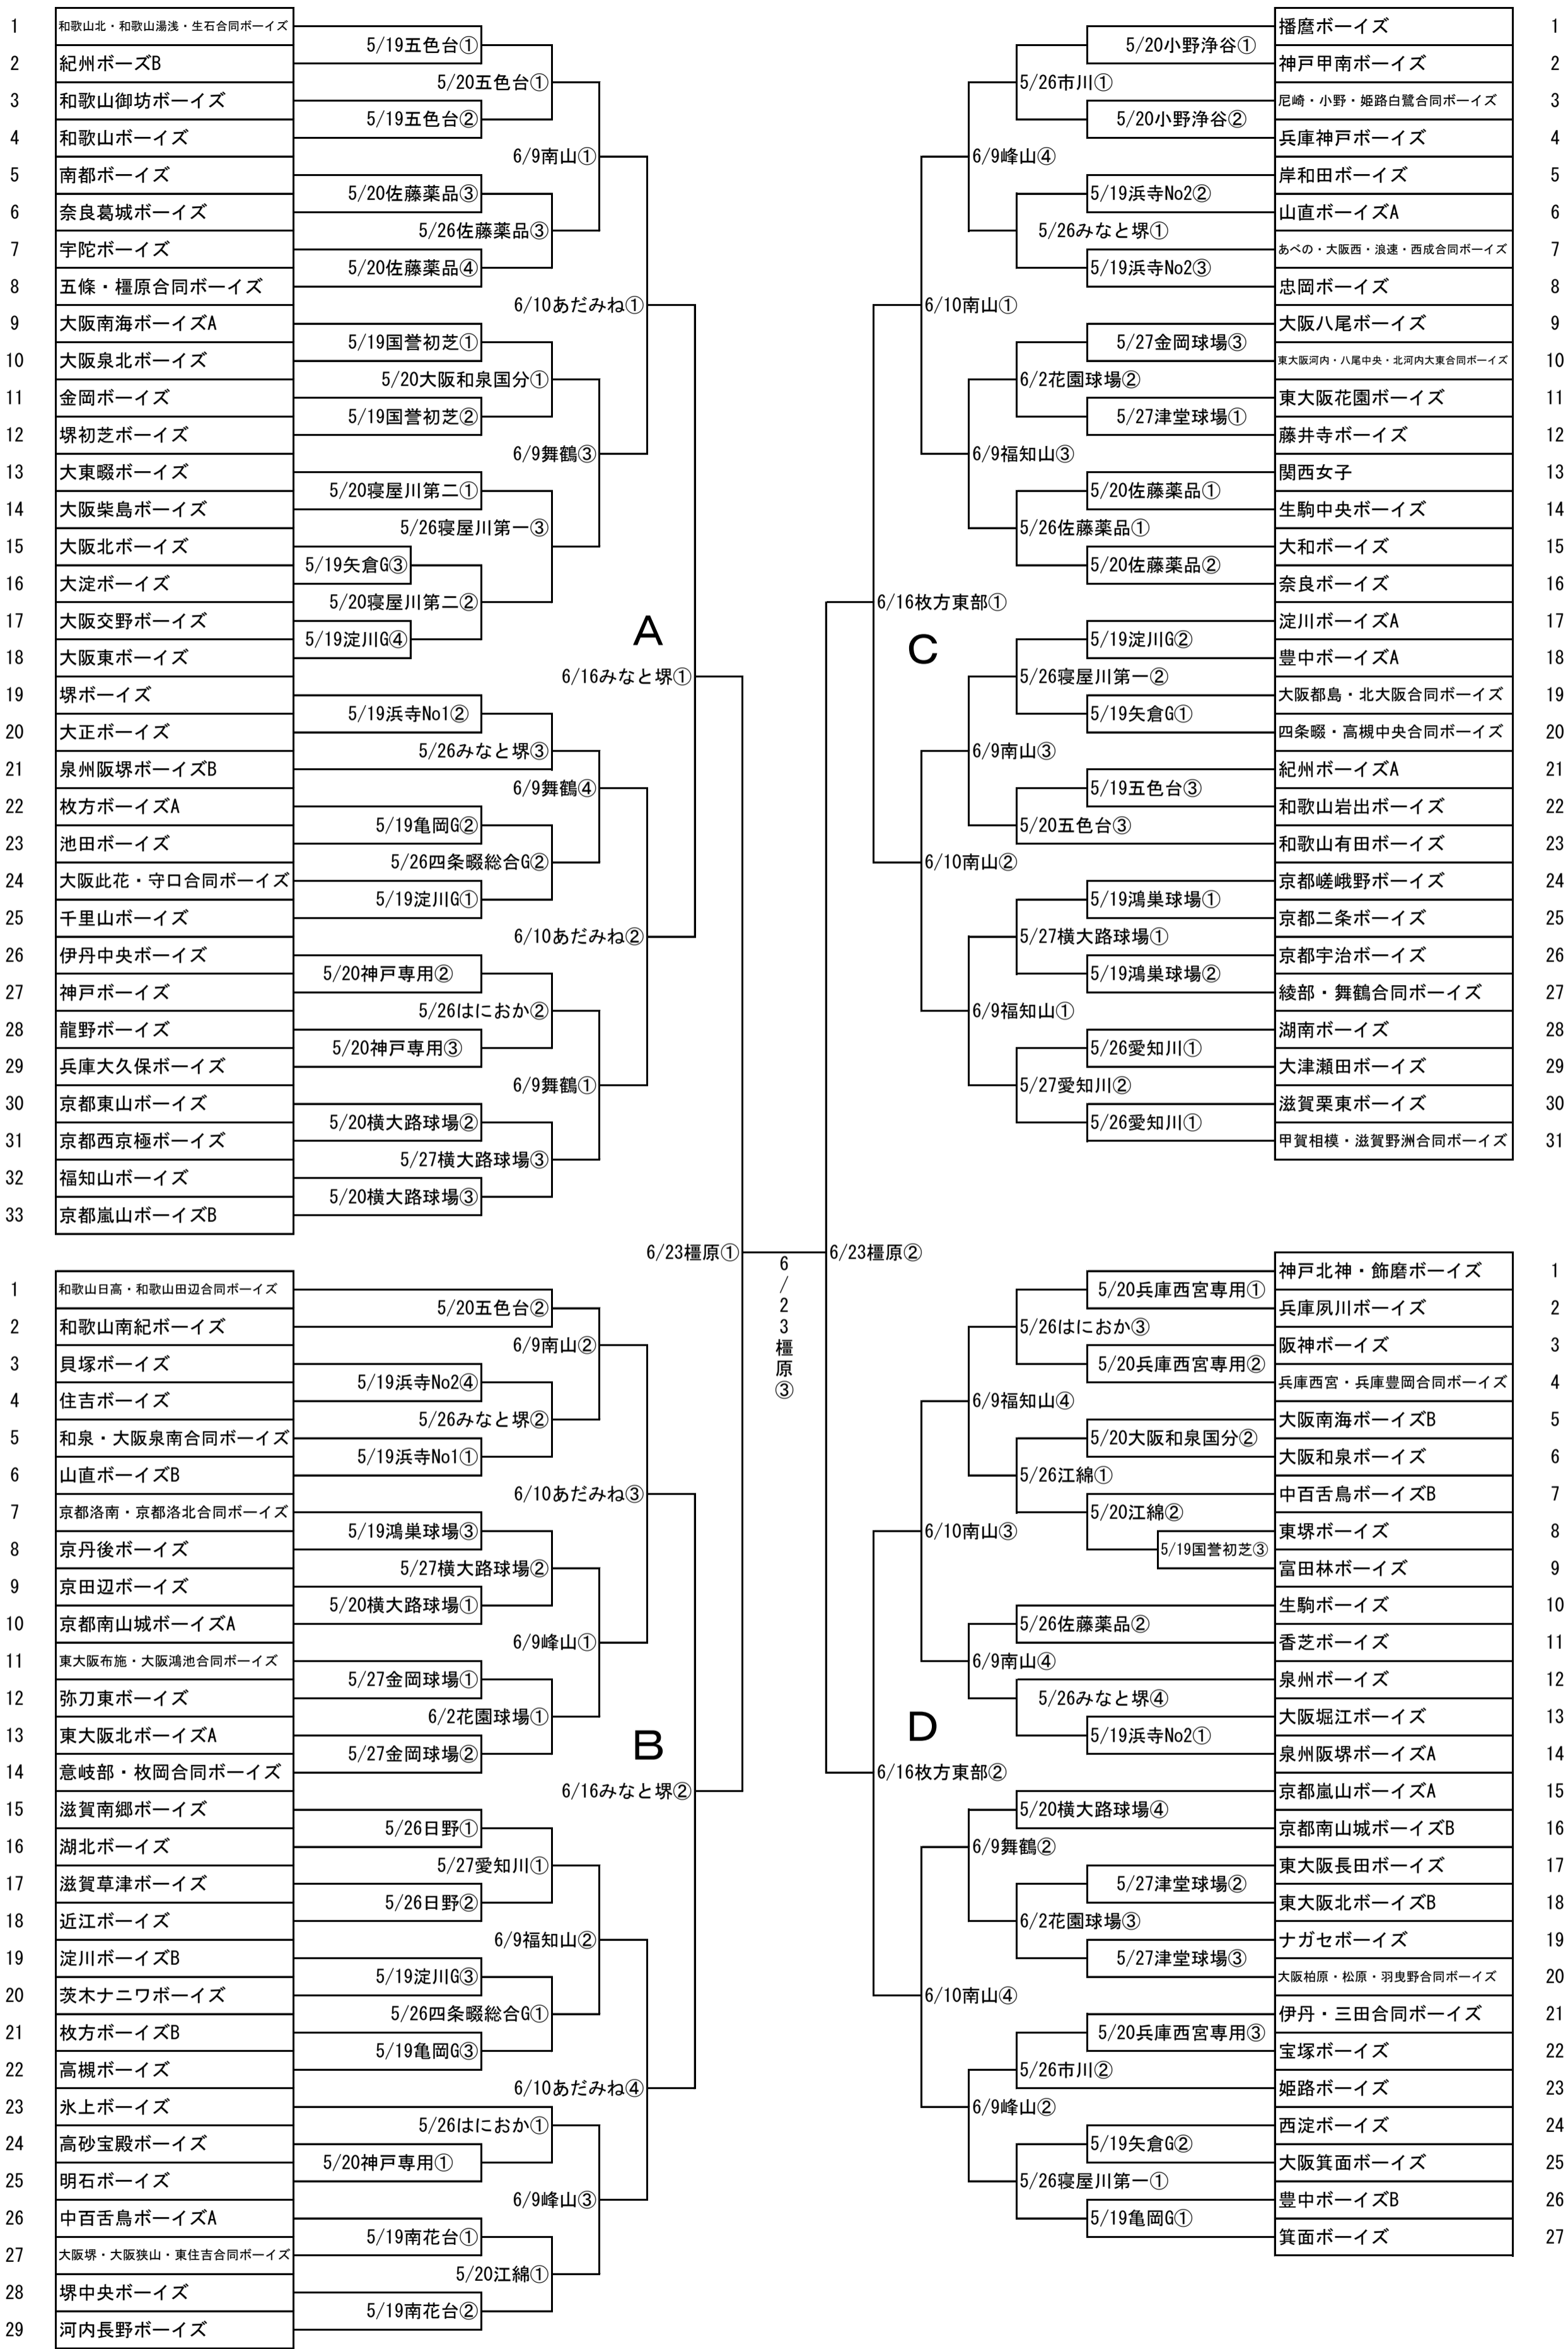 1 和歌山北・和歌山湯浅・生石合同ボーイズ
2 紀州ボーズB
3 和歌山御坊ボーイズ
4 和歌山ボーイズ
5 南都ボーイズ
6 奈良葛城ボーイズ
7 宇陀ボーイズ
8 五條・橿原合同ボーイズ
9 大阪南海ボーイズA
10 大阪泉北ボーイズ
11 金岡ボーイズ
12 堺初芝ボーイズ
13 大東畷ボーイズ
14 大阪柴島ボーイズ
15 大阪北ボーイズ
16 大淀ボーイズ
17 大阪交野ボーイズ
18 大阪東ボーイズ
19 堺ボーイズ
20 大正ボーイズ
21 泉州阪堺ボーイズB
22 枚方ボーイズA
23 池田ボーイズ
24 大阪此花・守口合同ボーイズ
25 千里山ボーイズ
26 伊丹中央ボーイズ
27 神戸ボーイズ
28 龍野ボーイズ
29 兵庫大久保ボーイズ
30 京都東山ボーイズ
31 京都西京極ボーイズ
32 福知山ボーイズ
33 京都嵐山ボーイズB
5/19五色台①
5/20五色台①
5/19五色台②
6/9南山①
5/20佐藤薬品③
5/26佐藤薬品③
5/20佐藤薬品④
6/10あだみね①
5/19国誉初芝①
5/20大阪和泉国分①
5/19国誉初芝②
6/9舞鶴③
5/20寝屋川第二①
5/26寝屋川第一③
5/19矢倉G③
5/20寝屋川第二②
5/19淀川G④
A
6/16みなと堺①
5/19浜寺No1②
5/26みなと堺③
6/9舞鶴④
5/19亀岡G②
5/26四条畷総合G②
5/19淀川G①
6/10あだみね②
5/20神戸専用②
5/26はにおか②
5/20神戸専用③
6/9舞鶴①
5/20横大路球場②
5/27横大路球場③
5/20横大路球場③
6/23橿原①
6/23橿原③
6/23橿原②
1 和歌山日高・和歌山田辺合同ボーイズ
2 和歌山南紀ボーイズ
3 貝塚ボーイズ
4 住吉ボーイズ
5 和泉・大阪泉南合同ボーイズ
6 山直ボーイズB
7 京都洛南・京都洛北合同ボーイズ
8 京丹後ボーイズ
9 京田辺ボーイズ
10 京都南山城ボーイズA
11 東大阪布施・大阪鴻池合同ボーイズ
12 弥刀東ボーイズ
13 東大阪北ボーイズA
14 意岐部・枚岡合同ボーイズ
15 滋賀南郷ボーイズ
16 湖北ボーイズ
17 滋賀草津ボーイズ
18 近江ボーイズ
19 淀川ボーイズB
20 茨木ナニワボーイズ
21 枚方ボーイズB
22 高槻ボーイズ
23 氷上ボーイズ
24 高砂宝殿ボーイズ
25 明石ボーイズ
26 中百舌鳥ボーイズA
27 大阪堺・大阪狭山・東住吉合同ボーイズ
28 堺中央ボーイズ
29 河内長野ボーイズ
5/20五色台②
6/9南山②
5/19浜寺No2④
5/26みなと堺②
5/19浜寺No1①
6/10あだみね③
5/19鴻巣球場③
5/27横大路球場②
5/20横大路球場①
6/9峰山①
5/27金岡球場①
6/2花園球場①
5/27金岡球場②
B
6/16みなと堺②
5/26日野①
5/27愛知川①
5/26日野②
6/9福知山②
5/19淀川G③
5/26四条畷総合G①
5/19亀岡G③
6/10あだみね④
5/26はにおか①
5/20神戸専用①
6/9峰山③
5/19南花台①
5/20江綿①
5/19南花台②
播磨ボーイズ 1
神戸甲南ボーイズ 2
尼崎・小野・姫路白鷺合同ボーイズ 3
兵庫神戸ボーイズ 4
岸和田ボーイズ 5
山直ボーイズA 6
あべの・大阪西・浪速・西成合同ボーイズ 7
忠岡ボーイズ 8
大阪八尾ボーイズ 9
東大阪河内・八尾中央・北河内大東合同ボーイズ 10
東大阪花園ボーイズ 11
藤井寺ボーイズ 12
関西女子 13
生駒中央ボーイズ 14
大和ボーイズ 15
奈良ボーイズ 16
淀川ボーイズA 17
豊中ボーイズA 18
大阪都島・北大阪合同ボーイズ 19
四条畷・高槻中央合同ボーイズ 20
紀州ボーイズA 21
和歌山岩出ボーイズ 22
和歌山有田ボーイズ 23
京都嵯峨野ボーイズ 24
京都二条ボーイズ 25
京都宇治ボーイズ 26
綾部・舞鶴合同ボーイズ 27
湖南ボーイズ 28
大津瀬田ボーイズ 29
滋賀栗東ボーイズ 30
甲賀相模・滋賀野洲合同ボーイズ 31
5/20小野浄谷①
5/26市川①
5/20小野浄谷②
6/9峰山④
5/19浜寺No2②
5/26みなと堺①
5/19浜寺No2③
6/10南山①
5/27金岡球場③
6/2花園球場②
5/27津堂球場①
6/9福知山③
5/20佐藤薬品①
5/26佐藤薬品①
5/20佐藤薬品②
6/16枚方東部①
C
5/19淀川G②
5/26寝屋川第一②
5/19矢倉G①
6/9南山③
5/19五色台③
5/20五色台③
6/10南山②
5/19鴻巣球場①
5/27横大路球場①
5/19鴻巣球場②
6/9福知山①
5/26愛知川①
5/27愛知川②
5/26愛知川①
神戸北神・飾磨ボーイズ 1
兵庫夙川ボーイズ 2
阪神ボーイズ 3
兵庫西宮・兵庫豊岡合同ボーイズ 4
大阪南海ボーイズB 5
大阪和泉ボーイズ 6
中百舌鳥ボーイズB 7
東堺ボーイズ 8
富田林ボーイズ 9
生駒ボーイズ 10
香芝ボーイズ 11
泉州ボーイズ 12
大阪堀江ボーイズ 13
泉州阪堺ボーイズA 14
京都嵐山ボーイズA 15
京都南山城ボーイズB 16
東大阪長田ボーイズ 17
東大阪北ボーイズB 18
ナガセボーイズ 19
大阪柏原・松原・羽曳野合同ボーイズ 20
伊丹・三田合同ボーイズ 21
宝塚ボーイズ 22
姫路ボーイズ 23
西淀ボーイズ 24
大阪箕面ボーイズ 25
豊中ボーイズB 26
箕面ボーイズ 27
5/20兵庫西宮専用①
5/26はにおか③
5/20兵庫西宮専用②
6/9福知山④
5/20大阪和泉国分②
5/26江綿①
5/20江綿②
5/19国誉初芝③
6/10南山③
5/26佐藤薬品②
6/9南山④
5/26みなと堺④
5/19浜寺No2①
D
6/16枚方東部②
5/20横大路球場④
6/9舞鶴②
5/27津堂球場②
6/2花園球場③
5/27津堂球場③
6/10南山④
5/20兵庫西宮専用③
5/26市川②
6/9峰山②
5/19矢倉G②
5/26寝屋川第一①
5/19亀岡G①